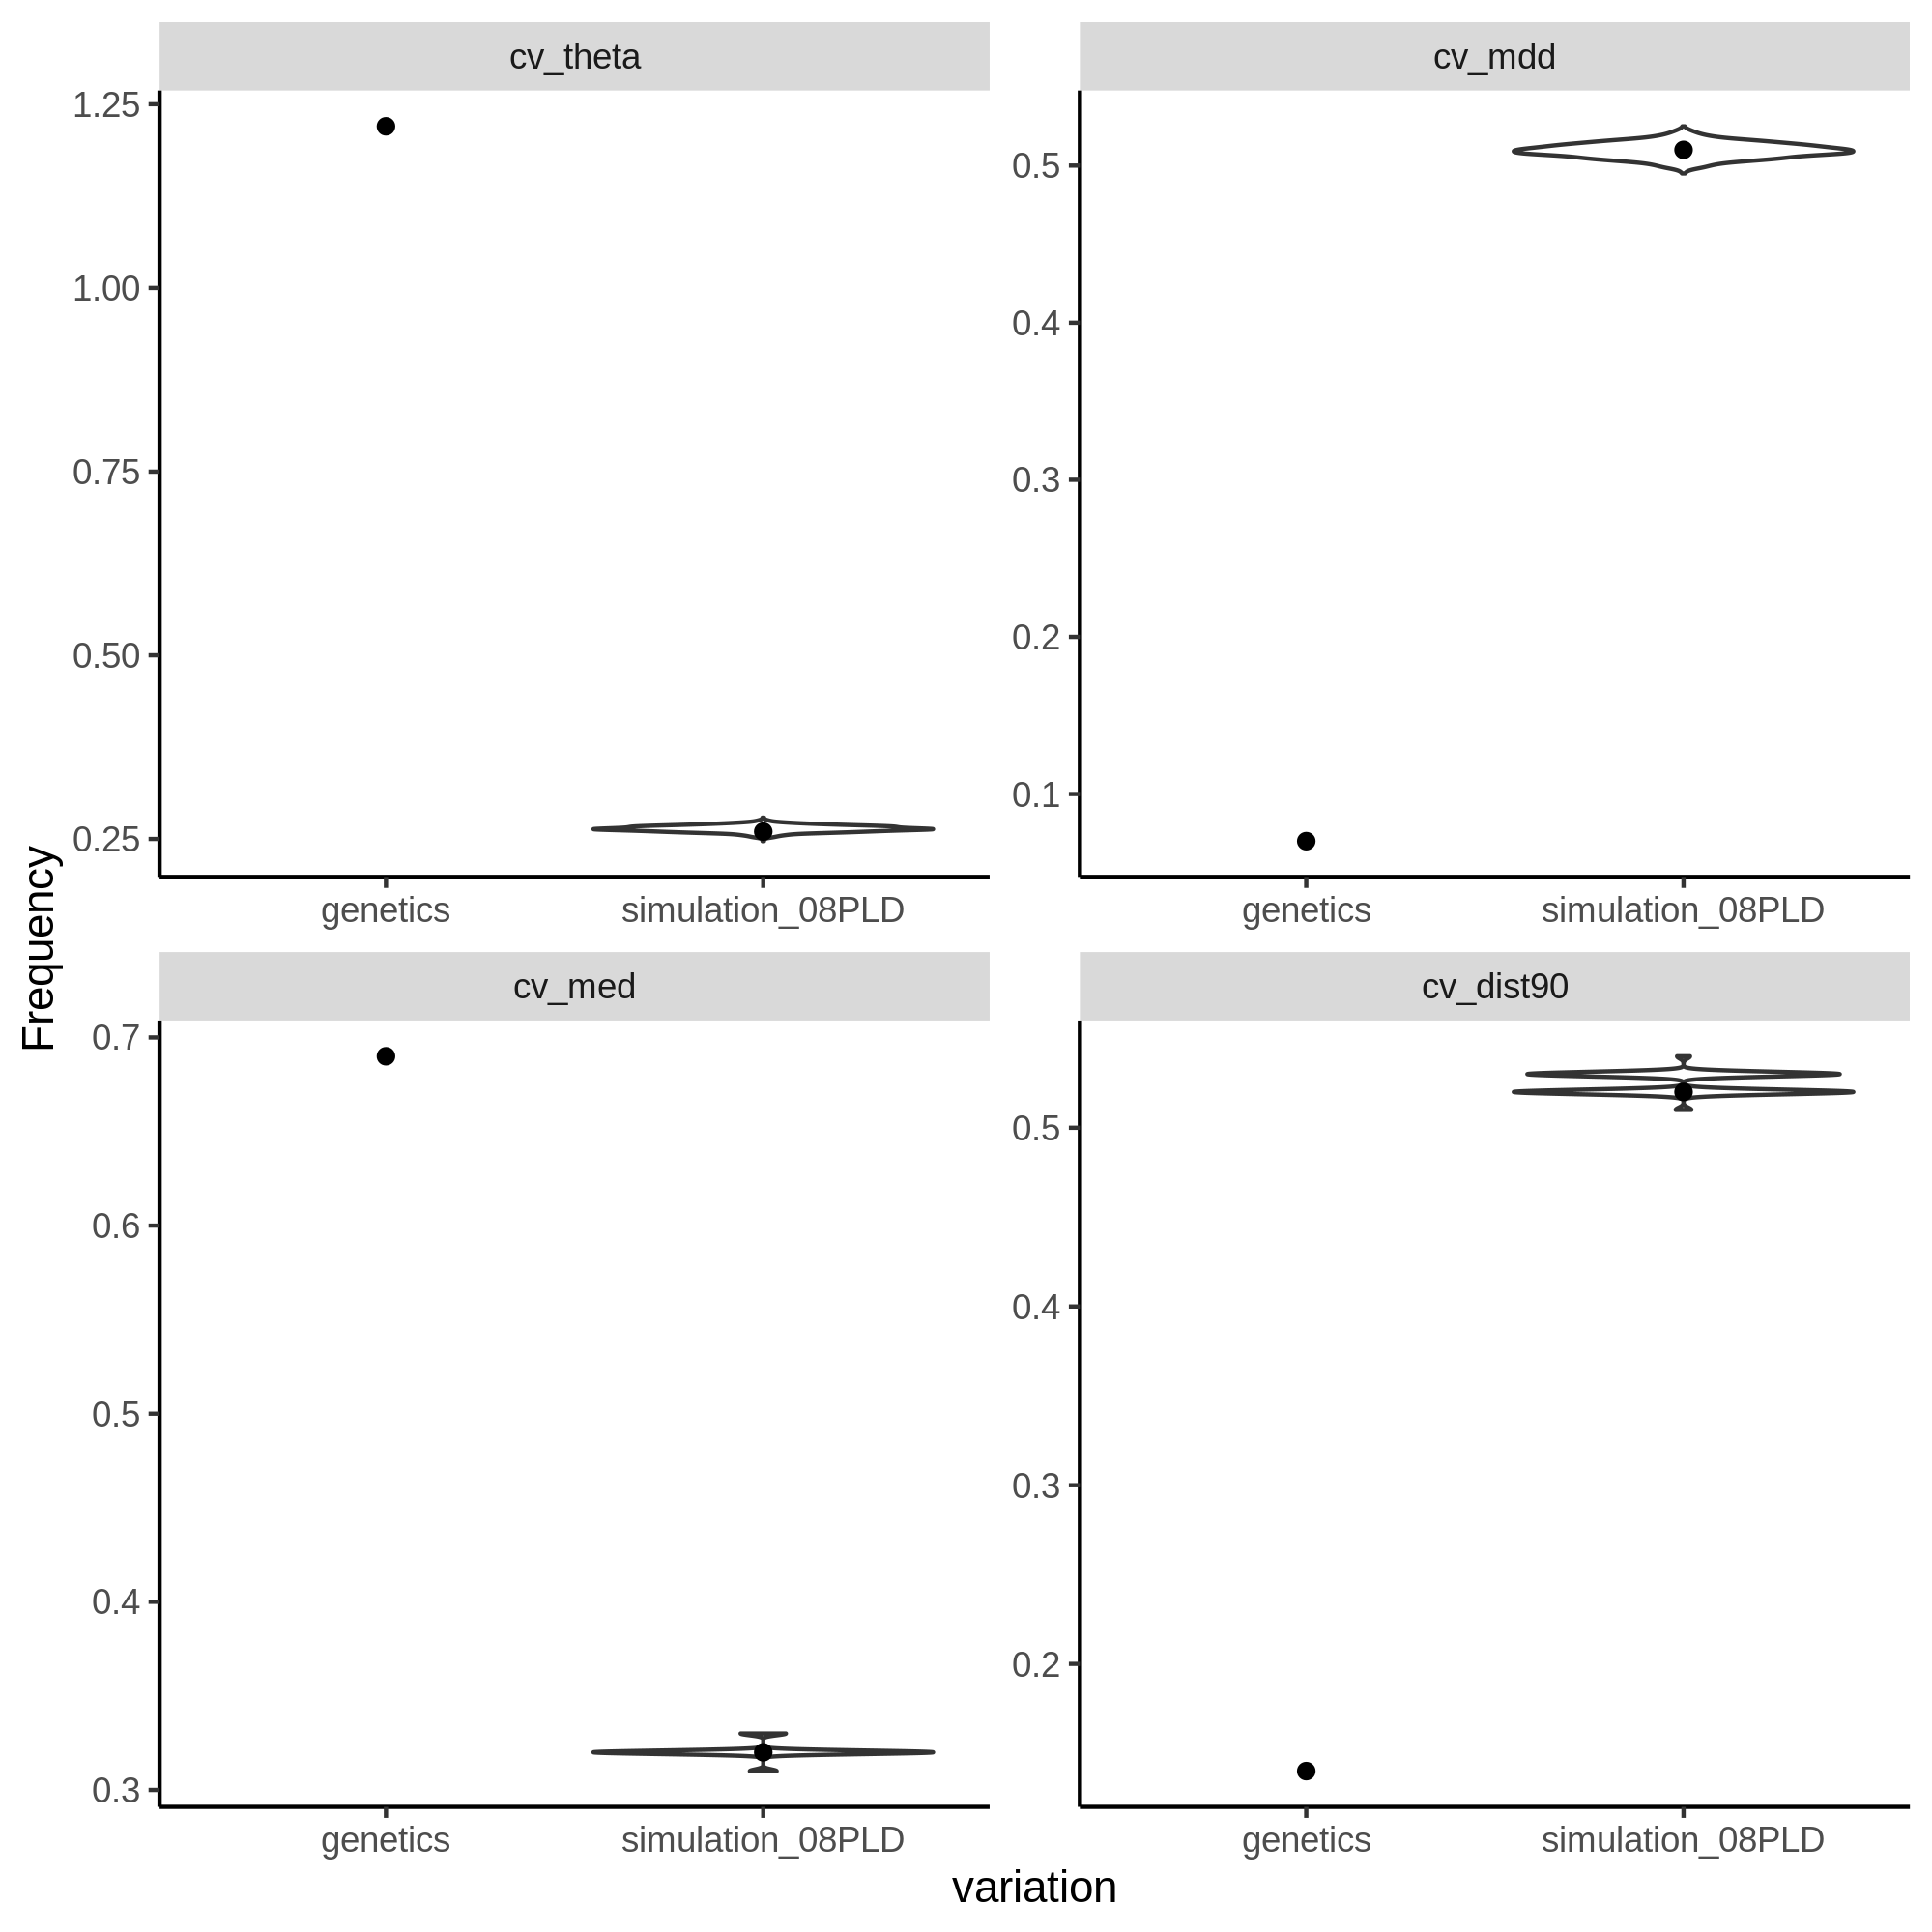 cv_theta
cv_mdd
1.25
1.00
0.75
0.50
0.25
0.5
0.4
0.3
0.2
0.1
genetics
simulation_08PLD
genetics
simulation_08PLD
Frequency
cv_med
cv_dist90
0.7
0.6
0.5
0.4
0.3
0.5
0.4
0.3
0.2
genetics
simulation_08PLD
genetics
simulation_08PLD
variation